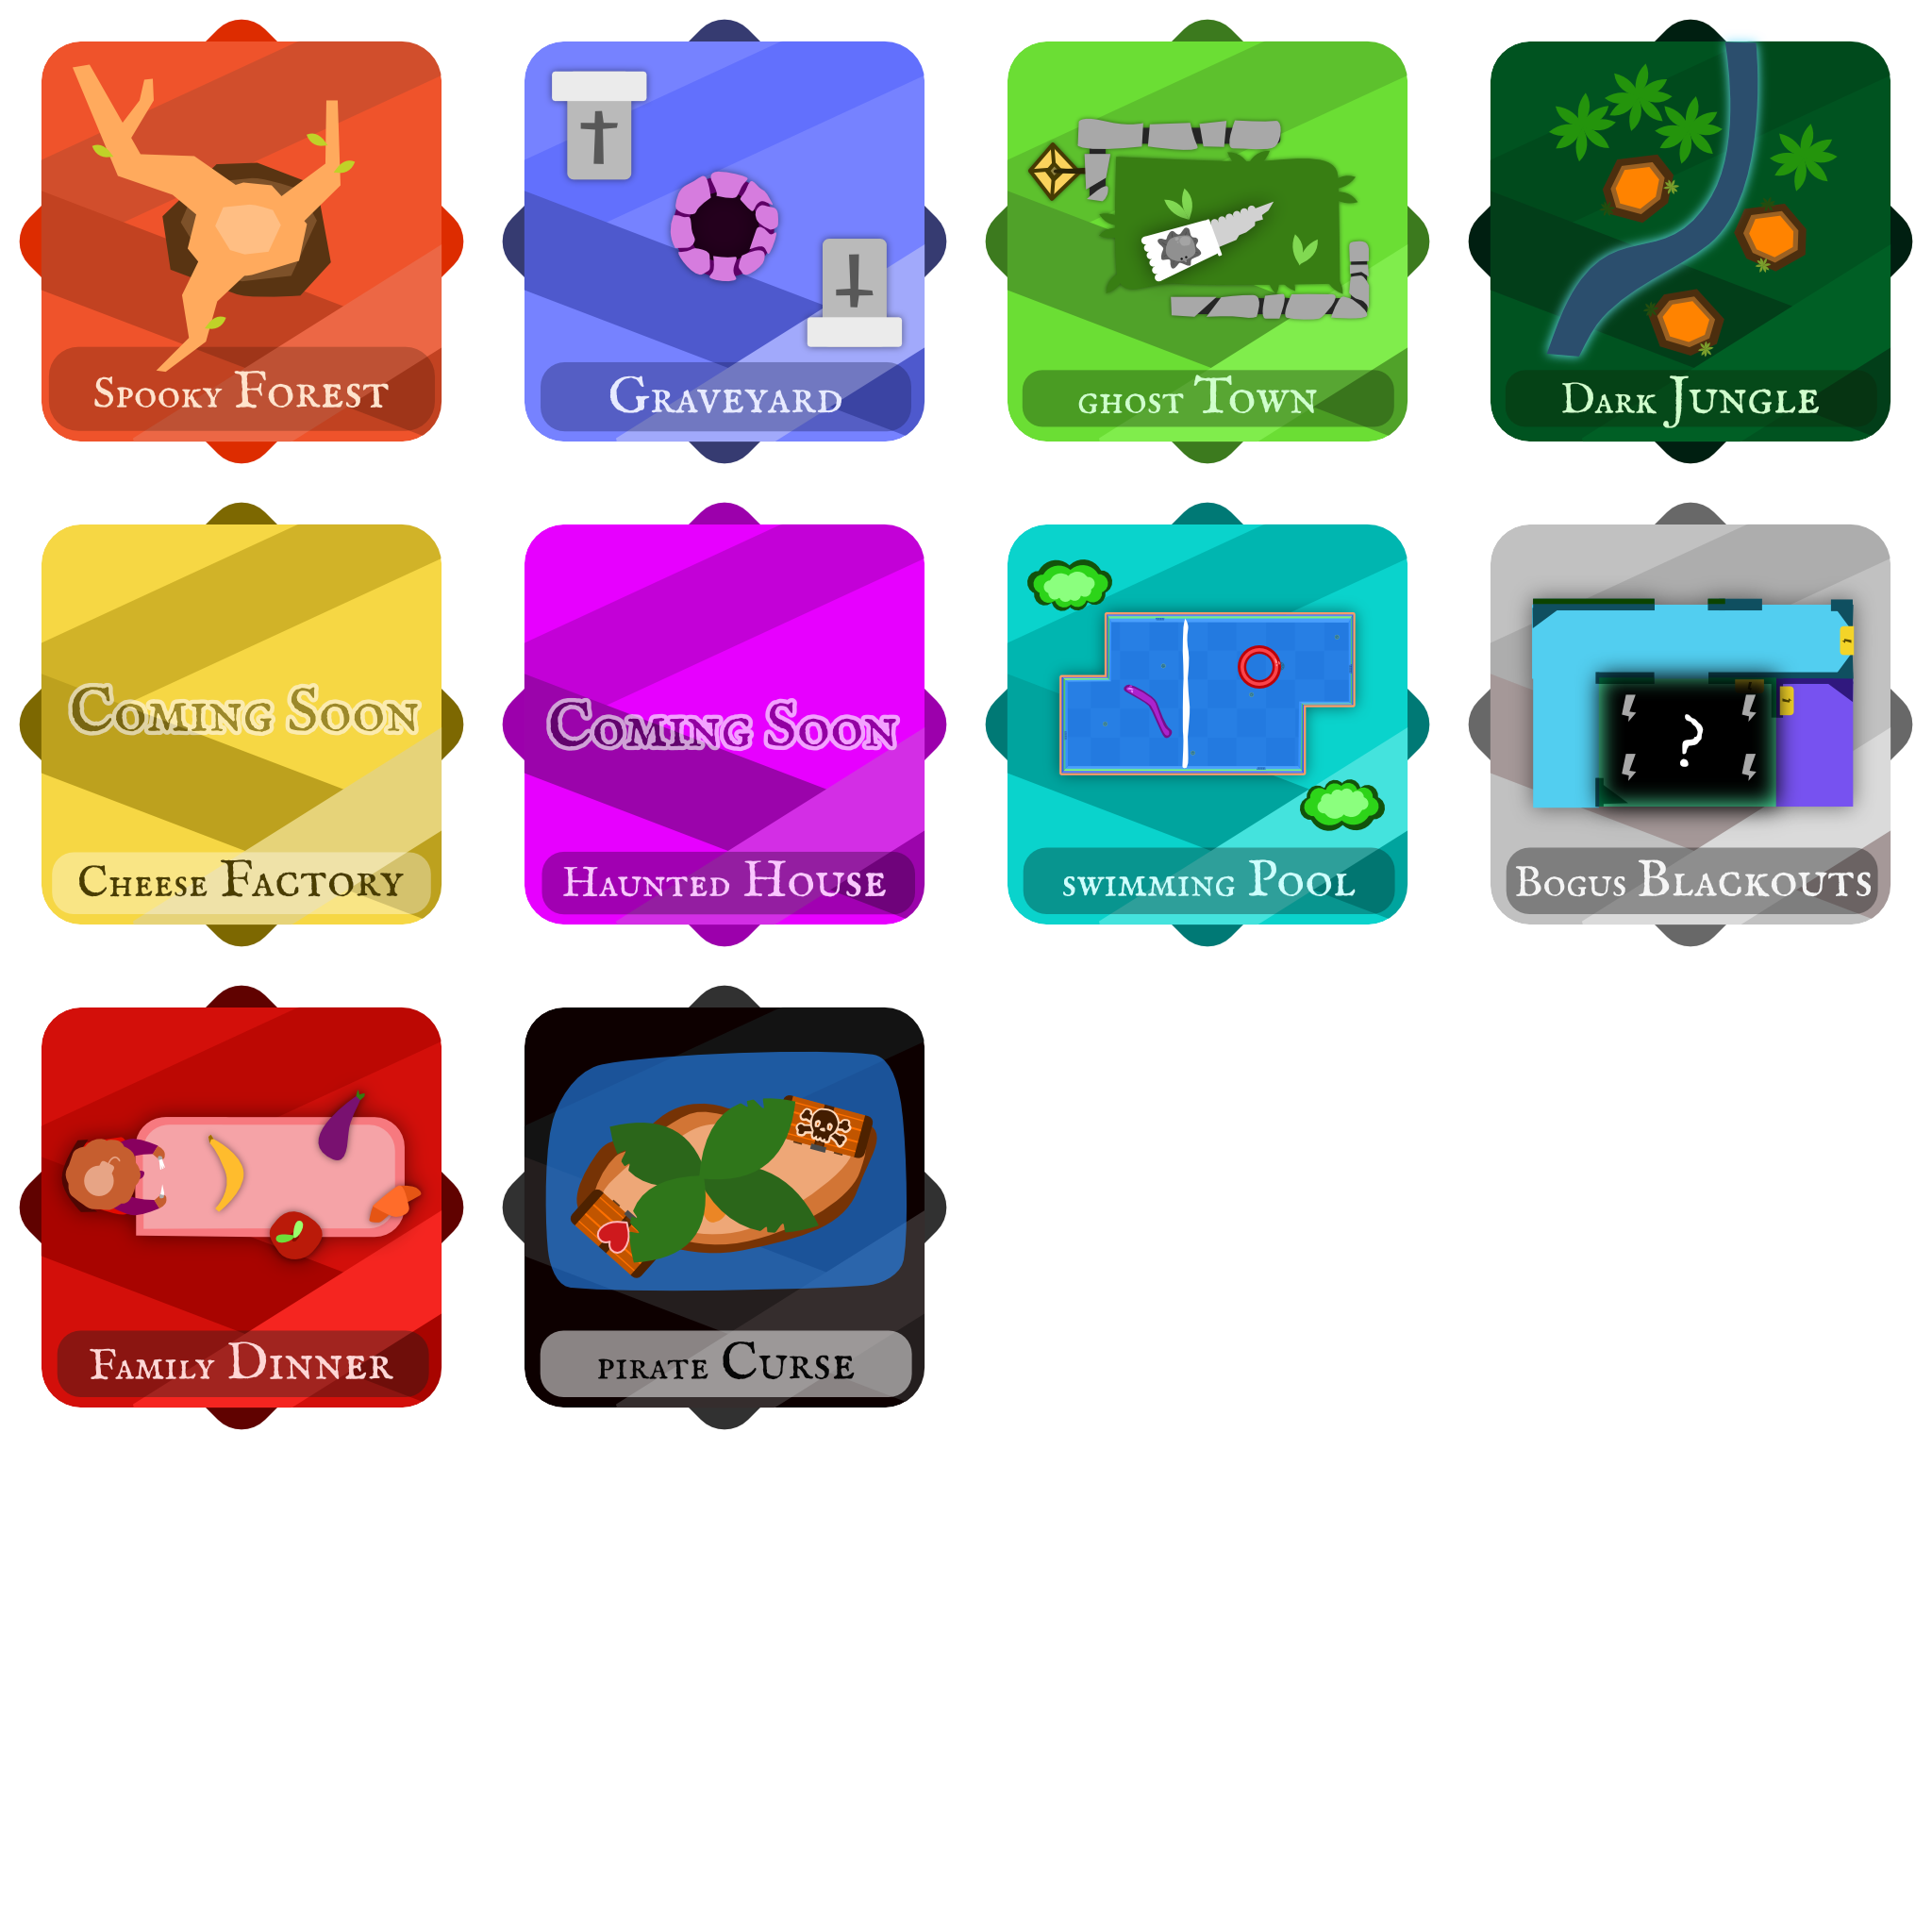 Spooky Forest
Graveyard
ghost Town
Dark Jungle
Coming Soon
Cheese Factory
Coming Soon
Haunted House
swimming Pool
?
Bogus Blackouts
Family Dinner
pirate Curse